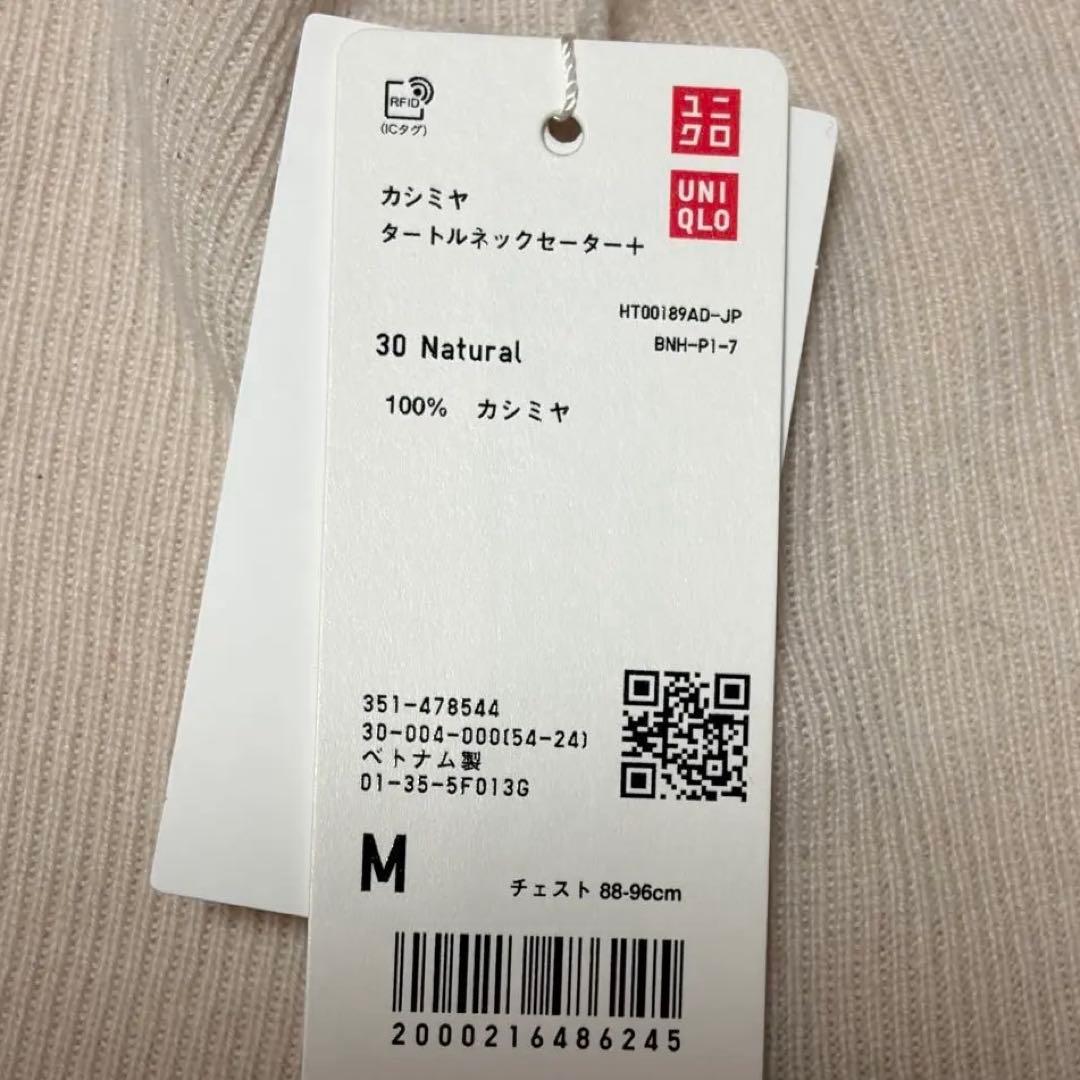 RFID
(ICタグ)
ユニ
クロ
UNI
QLO
カシミヤ
タートルネックセーター+
HT00189AD-JP
BNH-P1-7
30 Natural
100% カシミヤ
351-478544
30-004-000(54-24)
ベトナム製
01-35-5F013G
M
チェスト 88-96cm
2000216486245